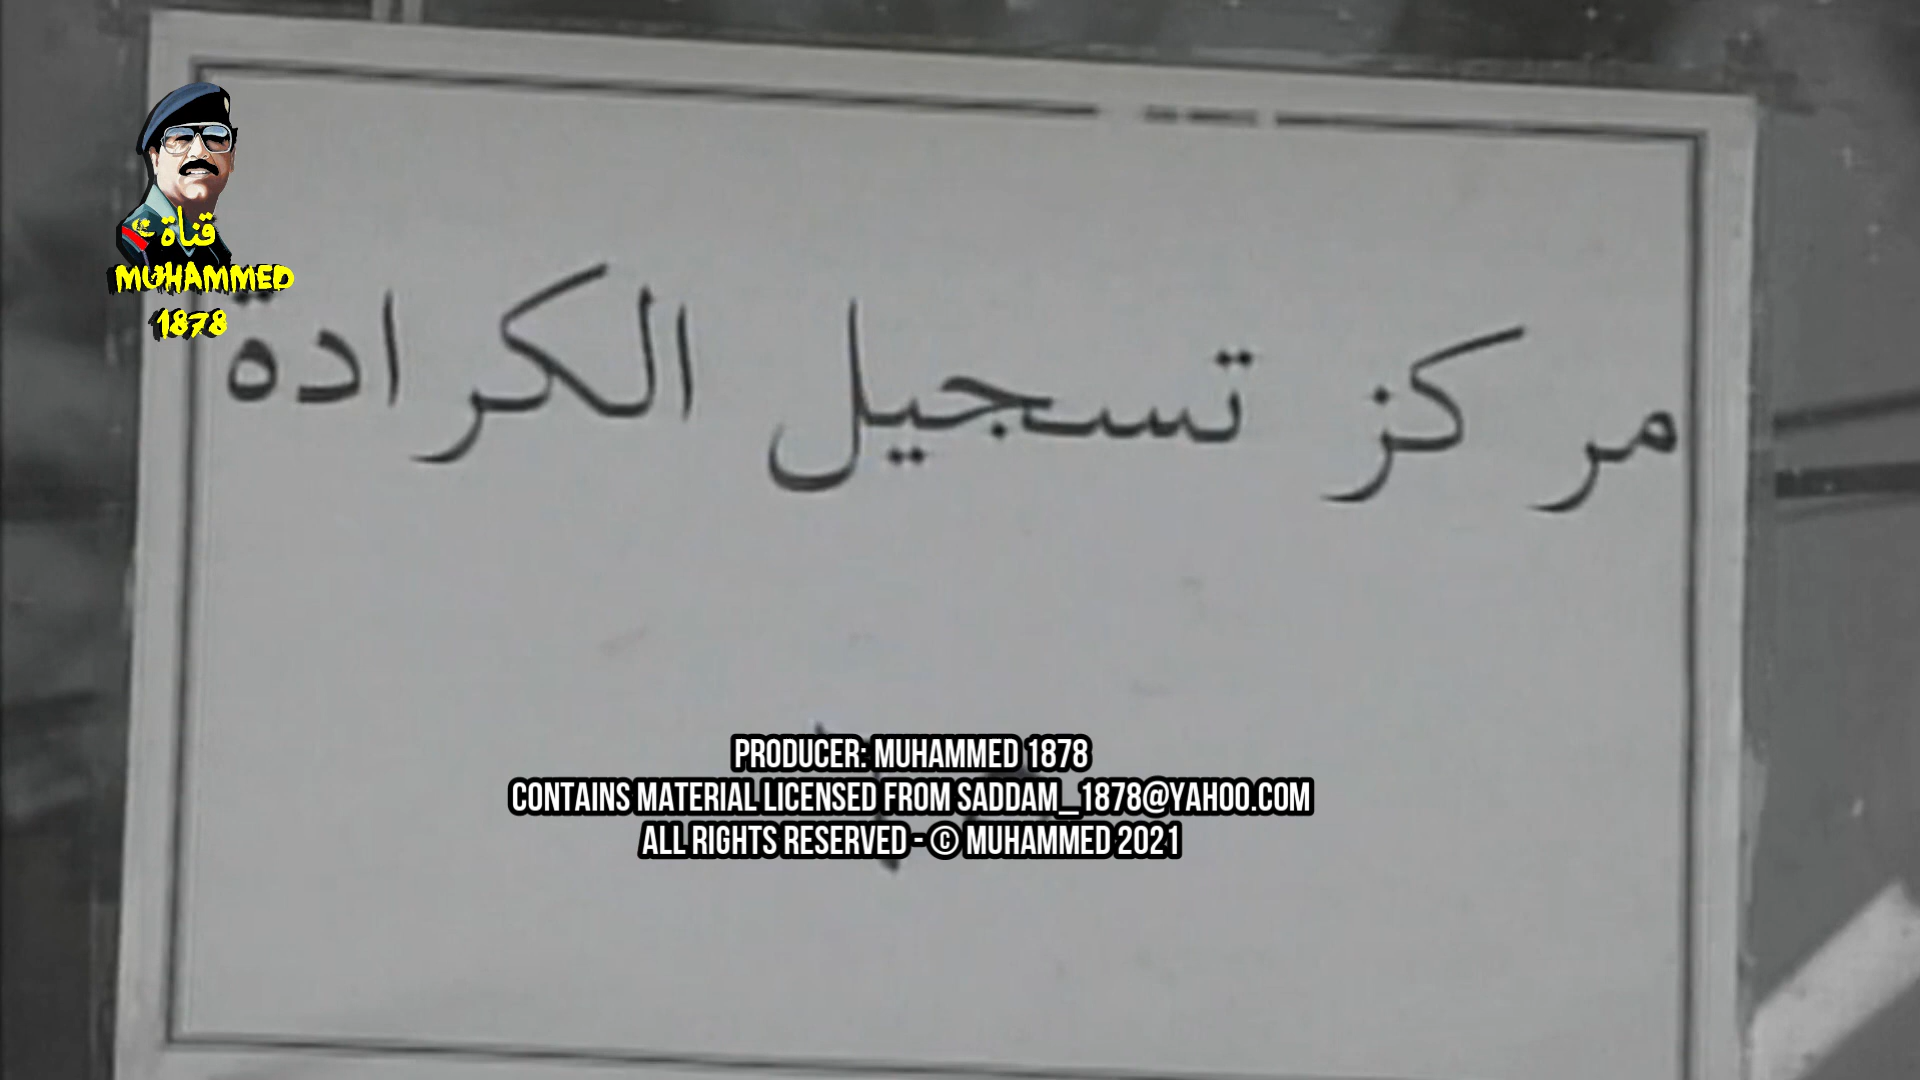 قناة
MUHAMMED
1878
مركز تسجيل الكرادة
PRODUCER: MUHAMMED 1878
CONTAINS MATERIAL LICENSED FROM SADDAM_1878@YAHOO.COM
ALL RIGHTS RESERVED - © MUHAMMED 2021